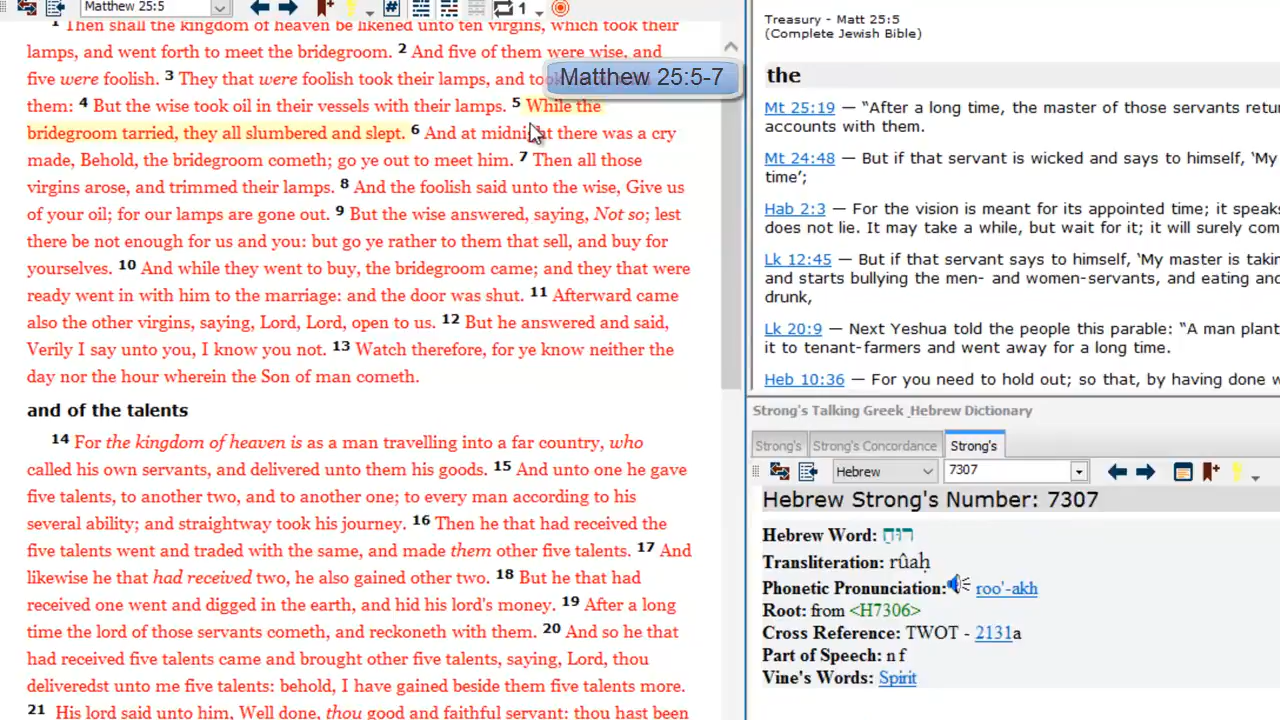 Matthew 25:5
1
1 Then shall the kingdom of heaven be likened unto ten virgins, which took their
lamps, and went forth to meet the bridegroom. 2 And five of them were wise, and
five were foolish. 3 They that were foolish took their lamps, and took
them: 4 But the wise took oil in their vessels with their lamps. 5 While the
bridegroom tarried, they all slumbered and slept. 6 And at midnight there was a cry
made, Behold, the bridegroom cometh; go ye out to meet him. 7 Then all those
virgins arose, and trimmed their lamps. 8 And the foolish said unto the wise, Give us
of your oil; for our lamps are gone out. 9 But the wise answered, saying, Not so; lest
there be not enough for us and you: but go ye rather to them that sell, and buy for
yourselves. 10 And while they went to buy, the bridegroom came; and they that were
ready went in with him to the marriage: and the door was shut. 11 Afterward came
also the other virgins, saying, Lord, Lord, open to us. 12 But he answered and said,
Verily I say unto you, I know you not. 13 Watch therefore, for ye know neither the
day nor the hour wherein the Son of man cometh.
and of the talents
14 For the kingdom of heaven is as a man travelling into a far country, who
called his own servants, and delivered unto them his goods. 15 And unto one he gave
five talents, to another two, and to another one; to every man according to his
several ability; and straightway took his journey. 16 Then he that had received the
five talents went and traded with the same, and made them other five talents. 17 And
likewise he that had received two, he also gained other two. 18 But he that had
received one went and digged in the earth, and hid his lord's money. 19 After a long
time the lord of those servants cometh, and reckoneth with them. 20 And so he that
had received five talents came and brought other five talents, saying, Lord, thou
deliveredst unto me five talents: behold, I have gained beside them five talents more.
21 His lord said unto him, Well done, thou good and faithful servant: thou hast been
Matthew 25:5-7
Treasury - Matt 25:5
(Complete Jewish Bible)
the
Mt 25:19 — “After a long time, the master of those servants retur
accounts with them.
Mt 24:48 — But if that servant is wicked and says to himself, ‘My
time’;
Hab 2:3 — For the vision is meant for its appointed time; it speaks
does not lie. It may take a while, but wait for it; it will surely com
Lk 12:45 — But if that servant says to himself, ‘My master is takin
and starts bullying the men- and women-servants, and eating and
drunk,
Lk 20:9 — Next Yeshua told the people this parable: “A man plant
it to tenant-farmers and went away for a long time.
Heb 10:36 — For you need to hold out; so that, by having done w
Strong's Talking Greek Hebrew Dictionary
Strong's Strong's Concordance Strong's
Hebrew 7307
Hebrew Strong's Number: 7307
Hebrew Word: רוּחַ
Transliteration: rûaḥ
Phonetic Pronunciation: roo'-akh
Root: from <H7306>
Cross Reference: TWOT - 2131a
Part of Speech: n f
Vine's Words: Spirit